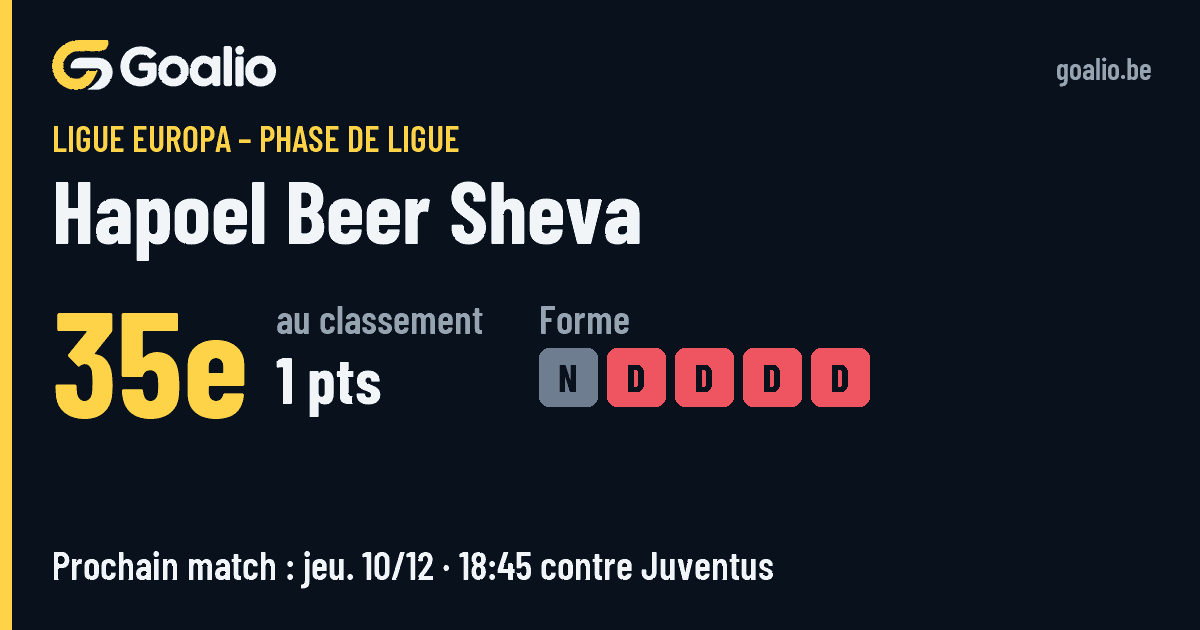 Goalio
goalio.be
LIGUE EUROPA – PHASE DE LIGUE
Hapoel Beer Sheva
35e
au classement
1 pts
Forme
N D D D D
Prochain match : jeu. 10/12 · 18:45 contre Juventus